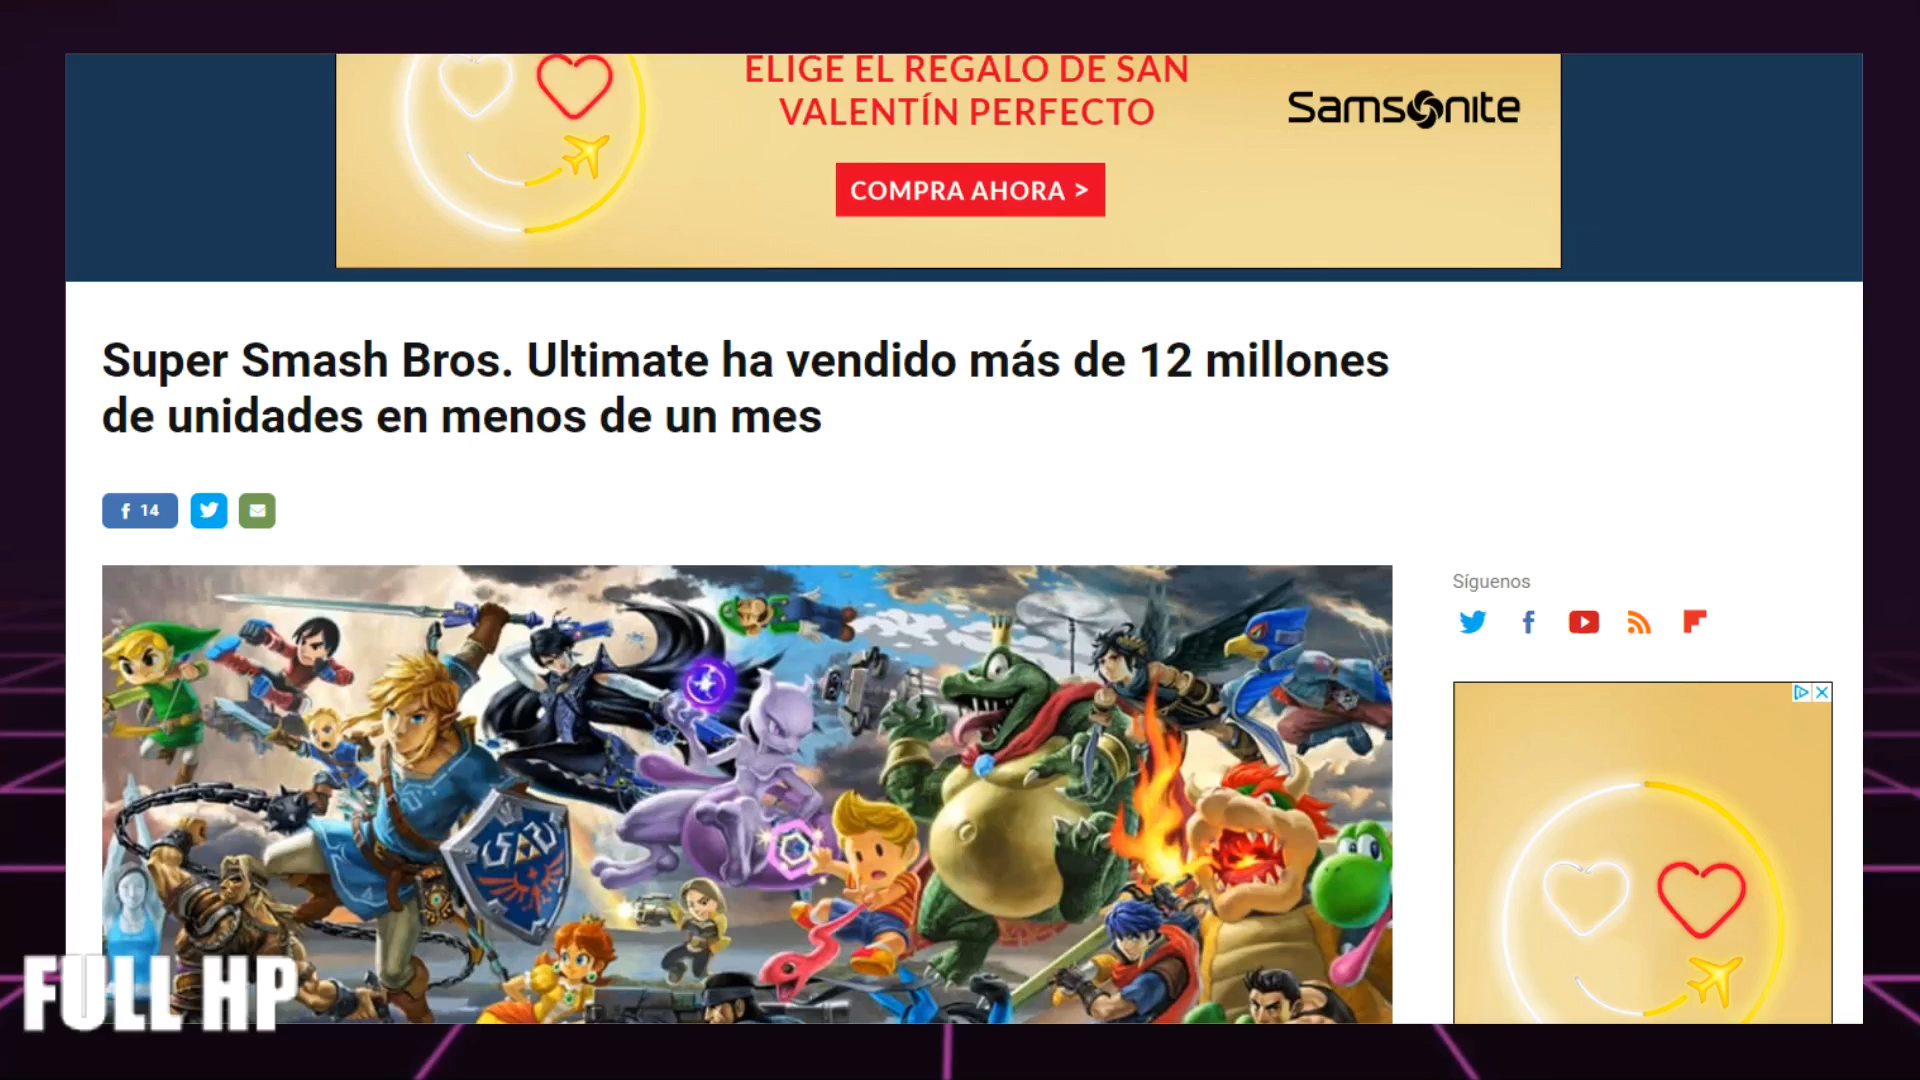 ELIGE EL REGALO DE SAN
VALENTÍN PERFECTO
Samsonite
COMPRA AHORA >
Super Smash Bros. Ultimate ha vendido más de 12 millones
de unidades en menos de un mes
f 14
Síguenos
FULL HP